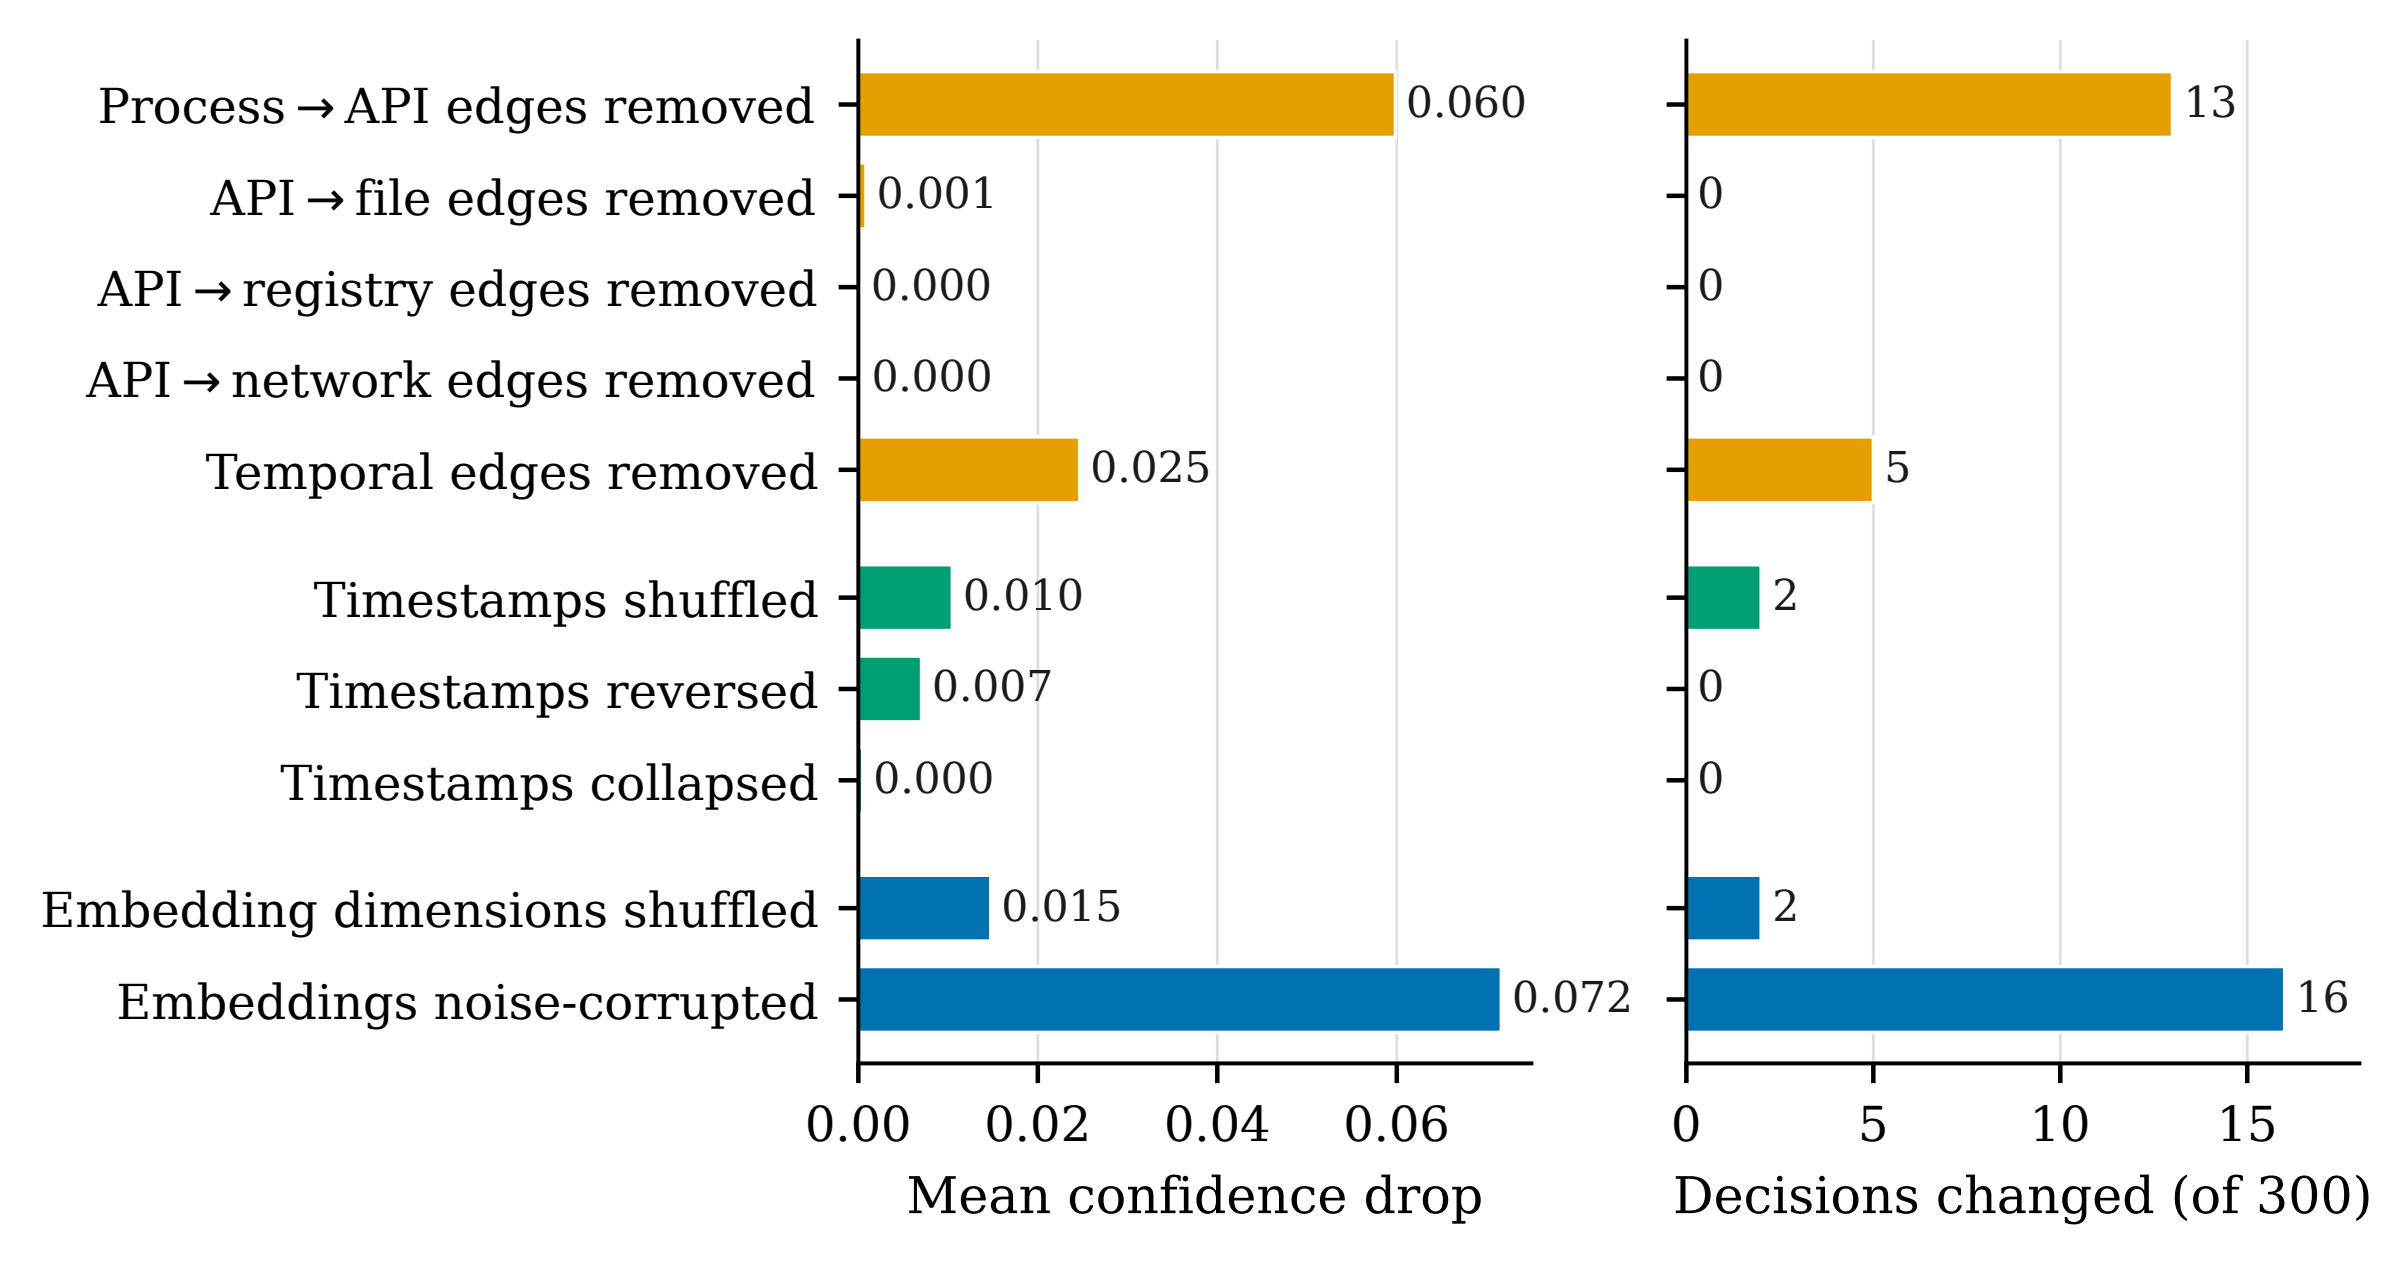 Process → API edges removed 0.060 13
API → file edges removed 0.001 0
API → registry edges removed 0.000 0
API → network edges removed 0.000 0
Temporal edges removed 0.025 5
Timestamps shuffled 0.010 2
Timestamps reversed 0.007 0
Timestamps collapsed 0.000 0
Embedding dimensions shuffled 0.015 2
Embeddings noise-corrupted 0.072 16
0.00 0.02 0.04 0.06 0 5 10 15
Mean confidence drop Decisions changed (of 300)